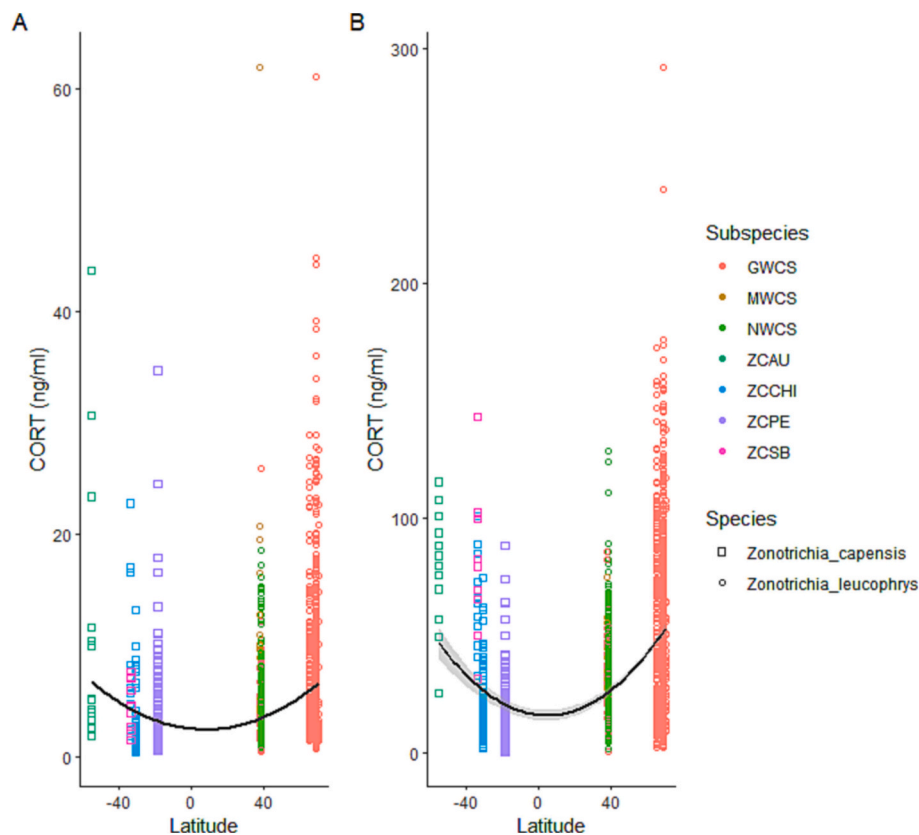 A
B
CORT (ng/ml)
60
40
20
0
-40
0
40
Latitude
CORT (ng/ml)
300
200
100
0
-40
0
40
Latitude
Subspecies
GWCS
MWCS
NWCS
ZCAU
ZCCHI
ZCPE
ZCSB
Species
Zonotrichia_capensis
Zonotrichia_leucophrys